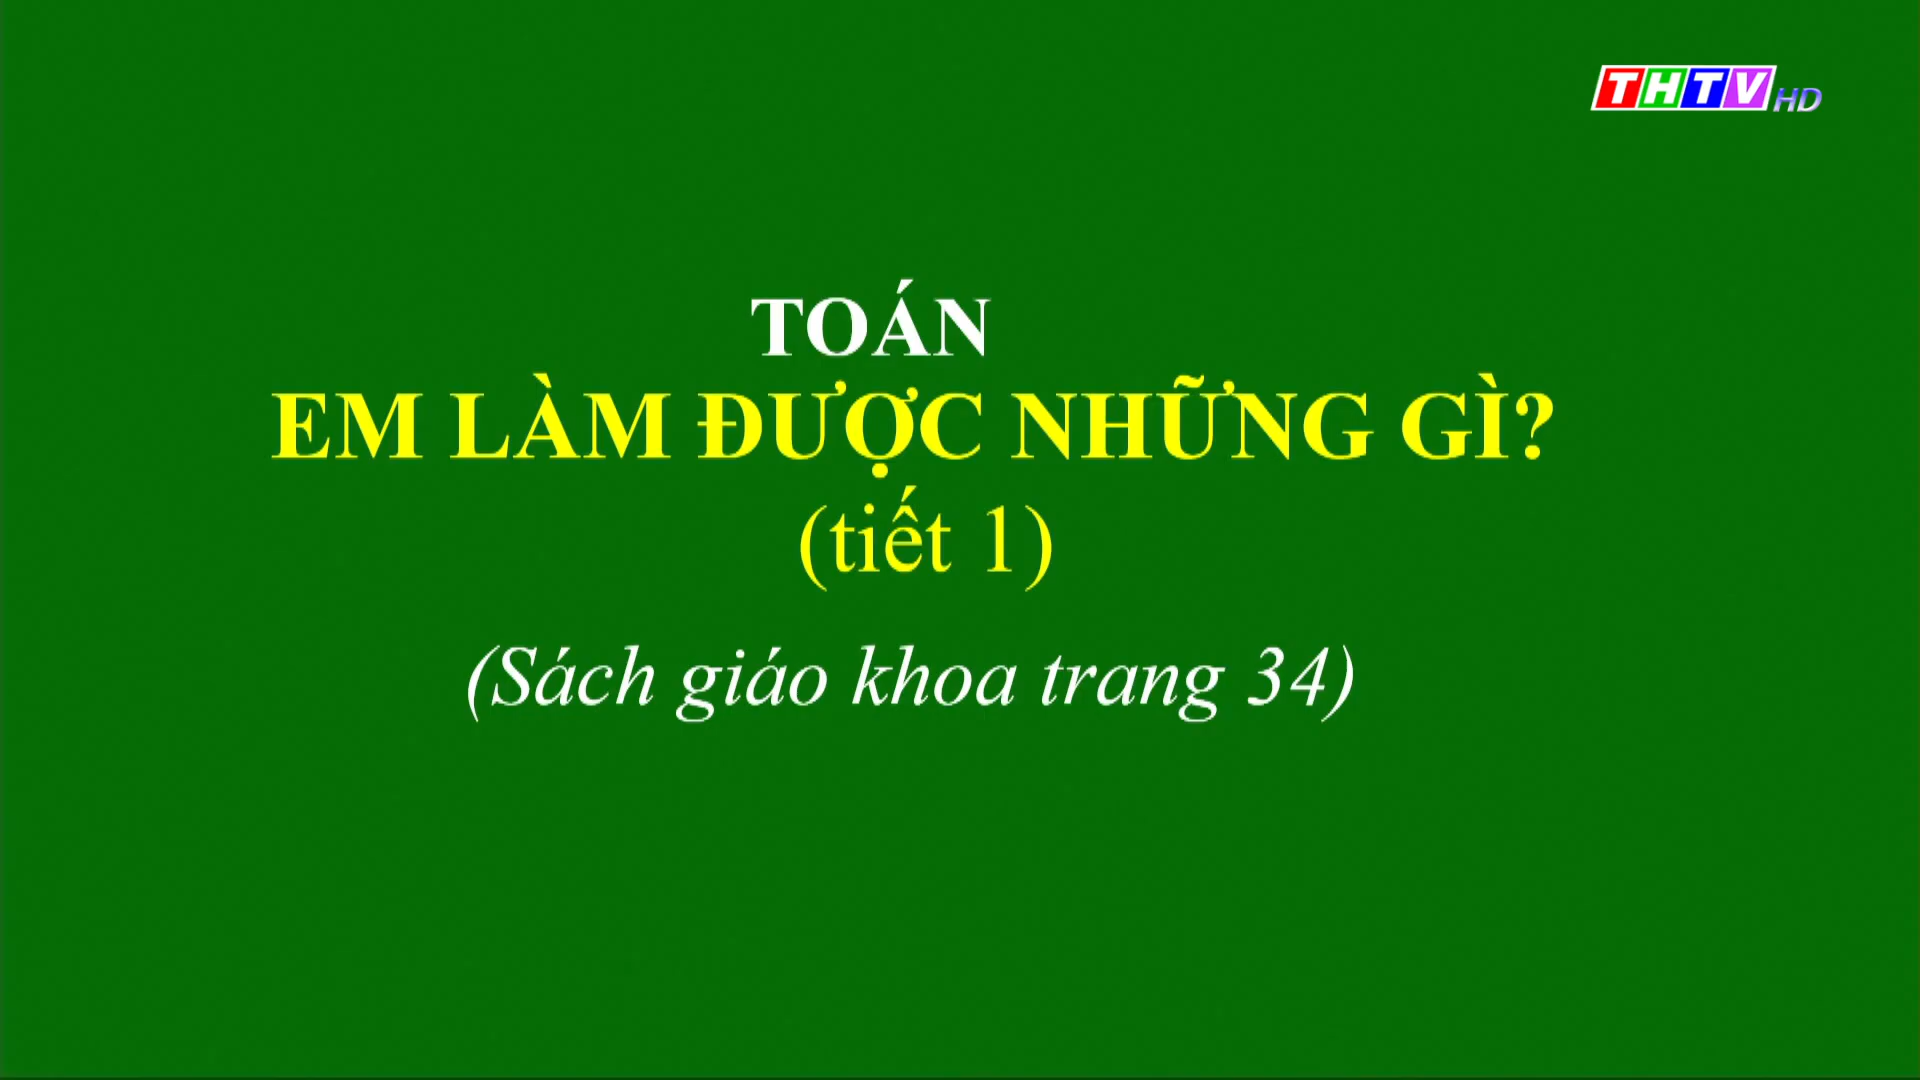 THTV HD
TOÁN
EM LÀM ĐƯỢC NHỮNG GÌ?
(tiết 1)
(Sách giáo khoa trang 34)